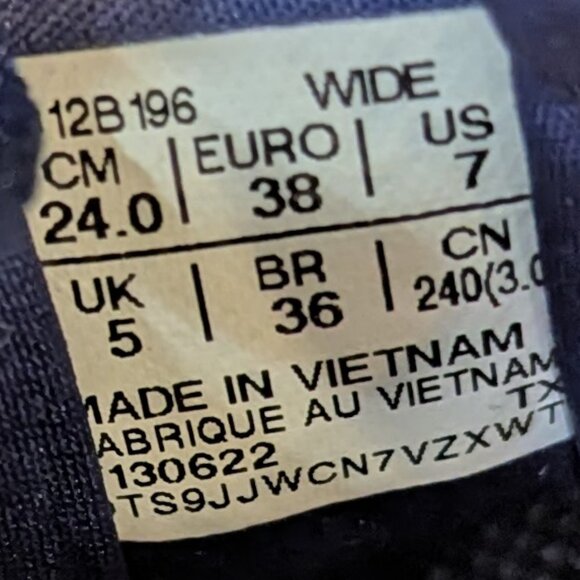 12B196 WIDE
CM | EURO | US
24.0 38 7
UK | BR | CN
5 36 240(3.0
MADE IN VIETNAM
ABRIQUE AU VIETNAM
130622 TX
TS9JJWCN7VZXWT